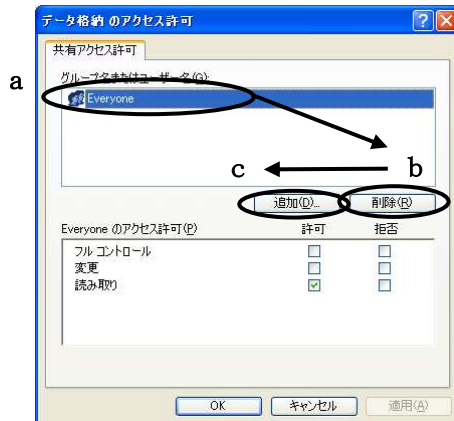 データ格納 のアクセス許可
共有アクセス許可
グループ名またはユーザー名(G):
a
Everyone
c
b
追加(D)...
削除(R)
Everyone のアクセス許可(P)
許可
拒否
フル コントロール
変更
読み取り
OK
キャンセル
適用(A)